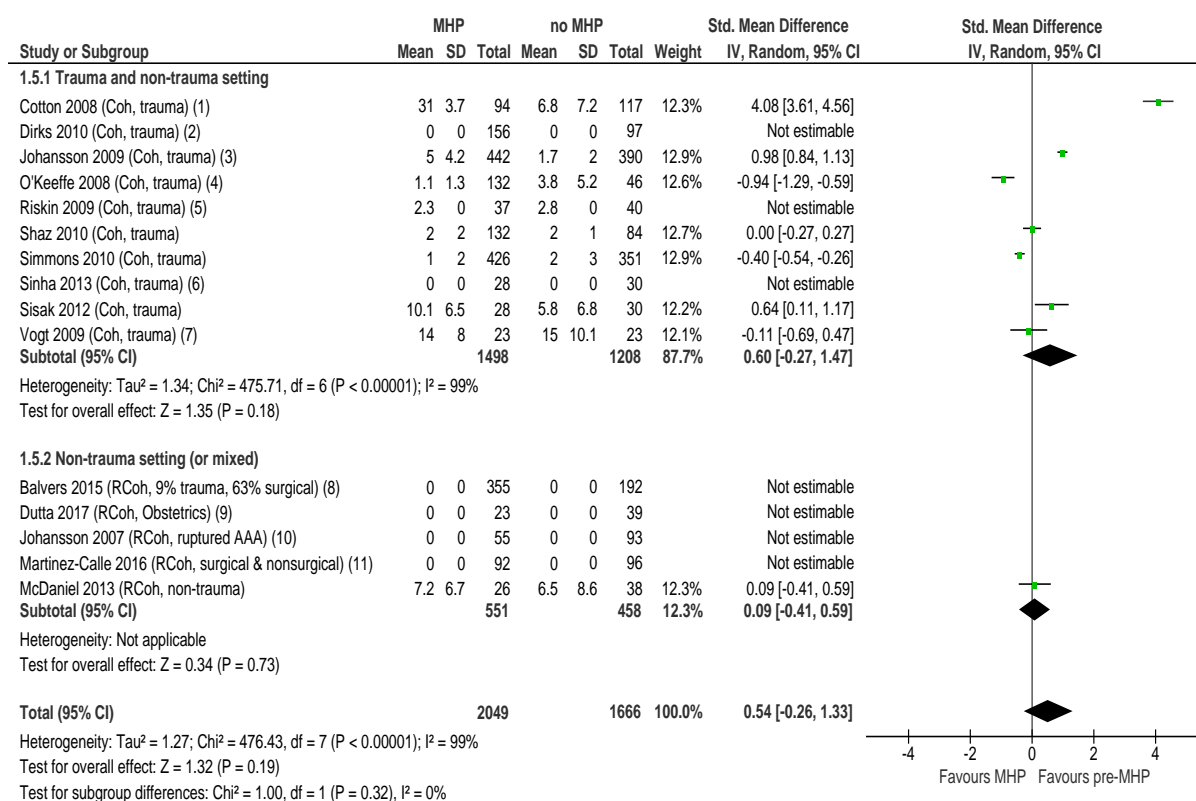 MHP no MHP Std. Mean Difference Std. Mean Difference
Study or Subgroup Mean SD Total Mean SD Total Weight IV, Random, 95% CI IV, Random, 95% CI
1.5.1 Trauma and non-trauma setting
Cotton 2008 (Coh, trauma) (1) 31 3.7 94 6.8 7.2 117 12.3% 4.08 [3.61, 4.56]
Dirks 2010 (Coh, trauma) (2) 0 0 156 0 0 97 Not estimable
Johansson 2009 (Coh, trauma) (3) 5 4.2 442 1.7 2 390 12.9% 0.98 [0.84, 1.13]
O'Keeffe 2008 (Coh, trauma) (4) 1.1 1.3 132 3.8 5.2 46 12.6% -0.94 [-1.29, -0.59]
Riskin 2009 (Coh, trauma) (5) 2.3 0 37 2.8 0 40 Not estimable
Shaz 2010 (Coh, trauma) 2 2 132 2 1 84 12.7% 0.00 [-0.27, 0.27]
Simmons 2010 (Coh, trauma) 1 2 426 2 3 351 12.9% -0.40 [-0.54, -0.26]
Sinha 2013 (Coh, trauma) (6) 0 0 28 0 0 30 Not estimable
Sisak 2012 (Coh, trauma) 10.1 6.5 28 5.8 6.8 30 12.2% 0.64 [0.11, 1.17]
Vogt 2009 (Coh, trauma) (7) 14 8 23 15 10.1 23 12.1% -0.11 [-0.69, 0.47]
Subtotal (95% CI) 1498 1208 87.7% 0.60 [-0.27, 1.47]
Heterogeneity: Tau² = 1.34; Chi² = 475.71, df = 6 (P < 0.00001); I² = 99%
Test for overall effect: Z = 1.35 (P = 0.18)
1.5.2 Non-trauma setting (or mixed)
Balvers 2015 (RCoh, 9% trauma, 63% surgical) (8) 0 0 355 0 0 192 Not estimable
Dutta 2017 (RCoh, Obstetrics) (9) 0 0 23 0 0 39 Not estimable
Johansson 2007 (RCoh, ruptured AAA) (10) 0 0 55 0 0 93 Not estimable
Martinez-Calle 2016 (RCoh, surgical & nonsurgical) (11) 0 0 92 0 0 96 Not estimable
McDaniel 2013 (RCoh, non-trauma) 7.2 6.7 26 6.5 8.6 38 12.3% 0.09 [-0.41, 0.59]
Subtotal (95% CI) 551 458 12.3% 0.09 [-0.41, 0.59]
Heterogeneity: Not applicable
Test for overall effect: Z = 0.34 (P = 0.73)
Total (95% CI) 2049 1666 100.0% 0.54 [-0.26, 1.33]
Heterogeneity: Tau² = 1.27; Chi² = 476.43, df = 7 (P < 0.00001); I² = 99%
Test for overall effect: Z = 1.32 (P = 0.19)
Test for subgroup differences: Chi² = 1.00, df = 1 (P = 0.32), I² = 0%
-4 -2 0 2 4
Favours MHP Favours pre-MHP